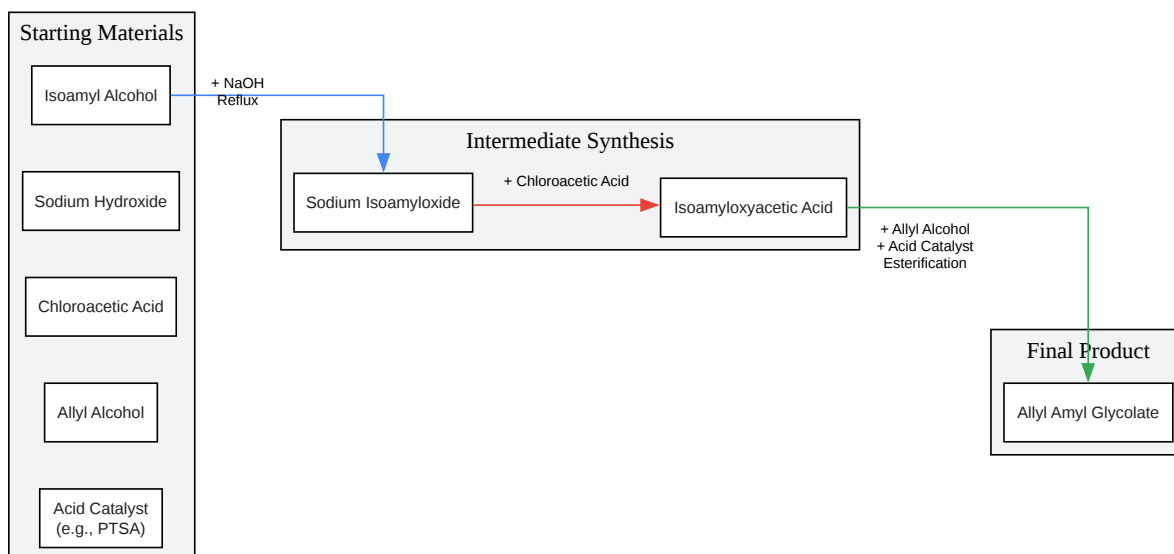 Starting Materials
Isoamyl Alcohol
Sodium Hydroxide
Chloroacetic Acid
Allyl Alcohol
Acid Catalyst
(e.g., PTSA)
+ NaOH
Reflux
Intermediate Synthesis
Sodium Isoamyloxide
+ Chloroacetic Acid
Isoamyloxyacetic Acid
+ Allyl Alcohol
+ Acid Catalyst
Esterification
Final Product
Allyl Amyl Glycolate